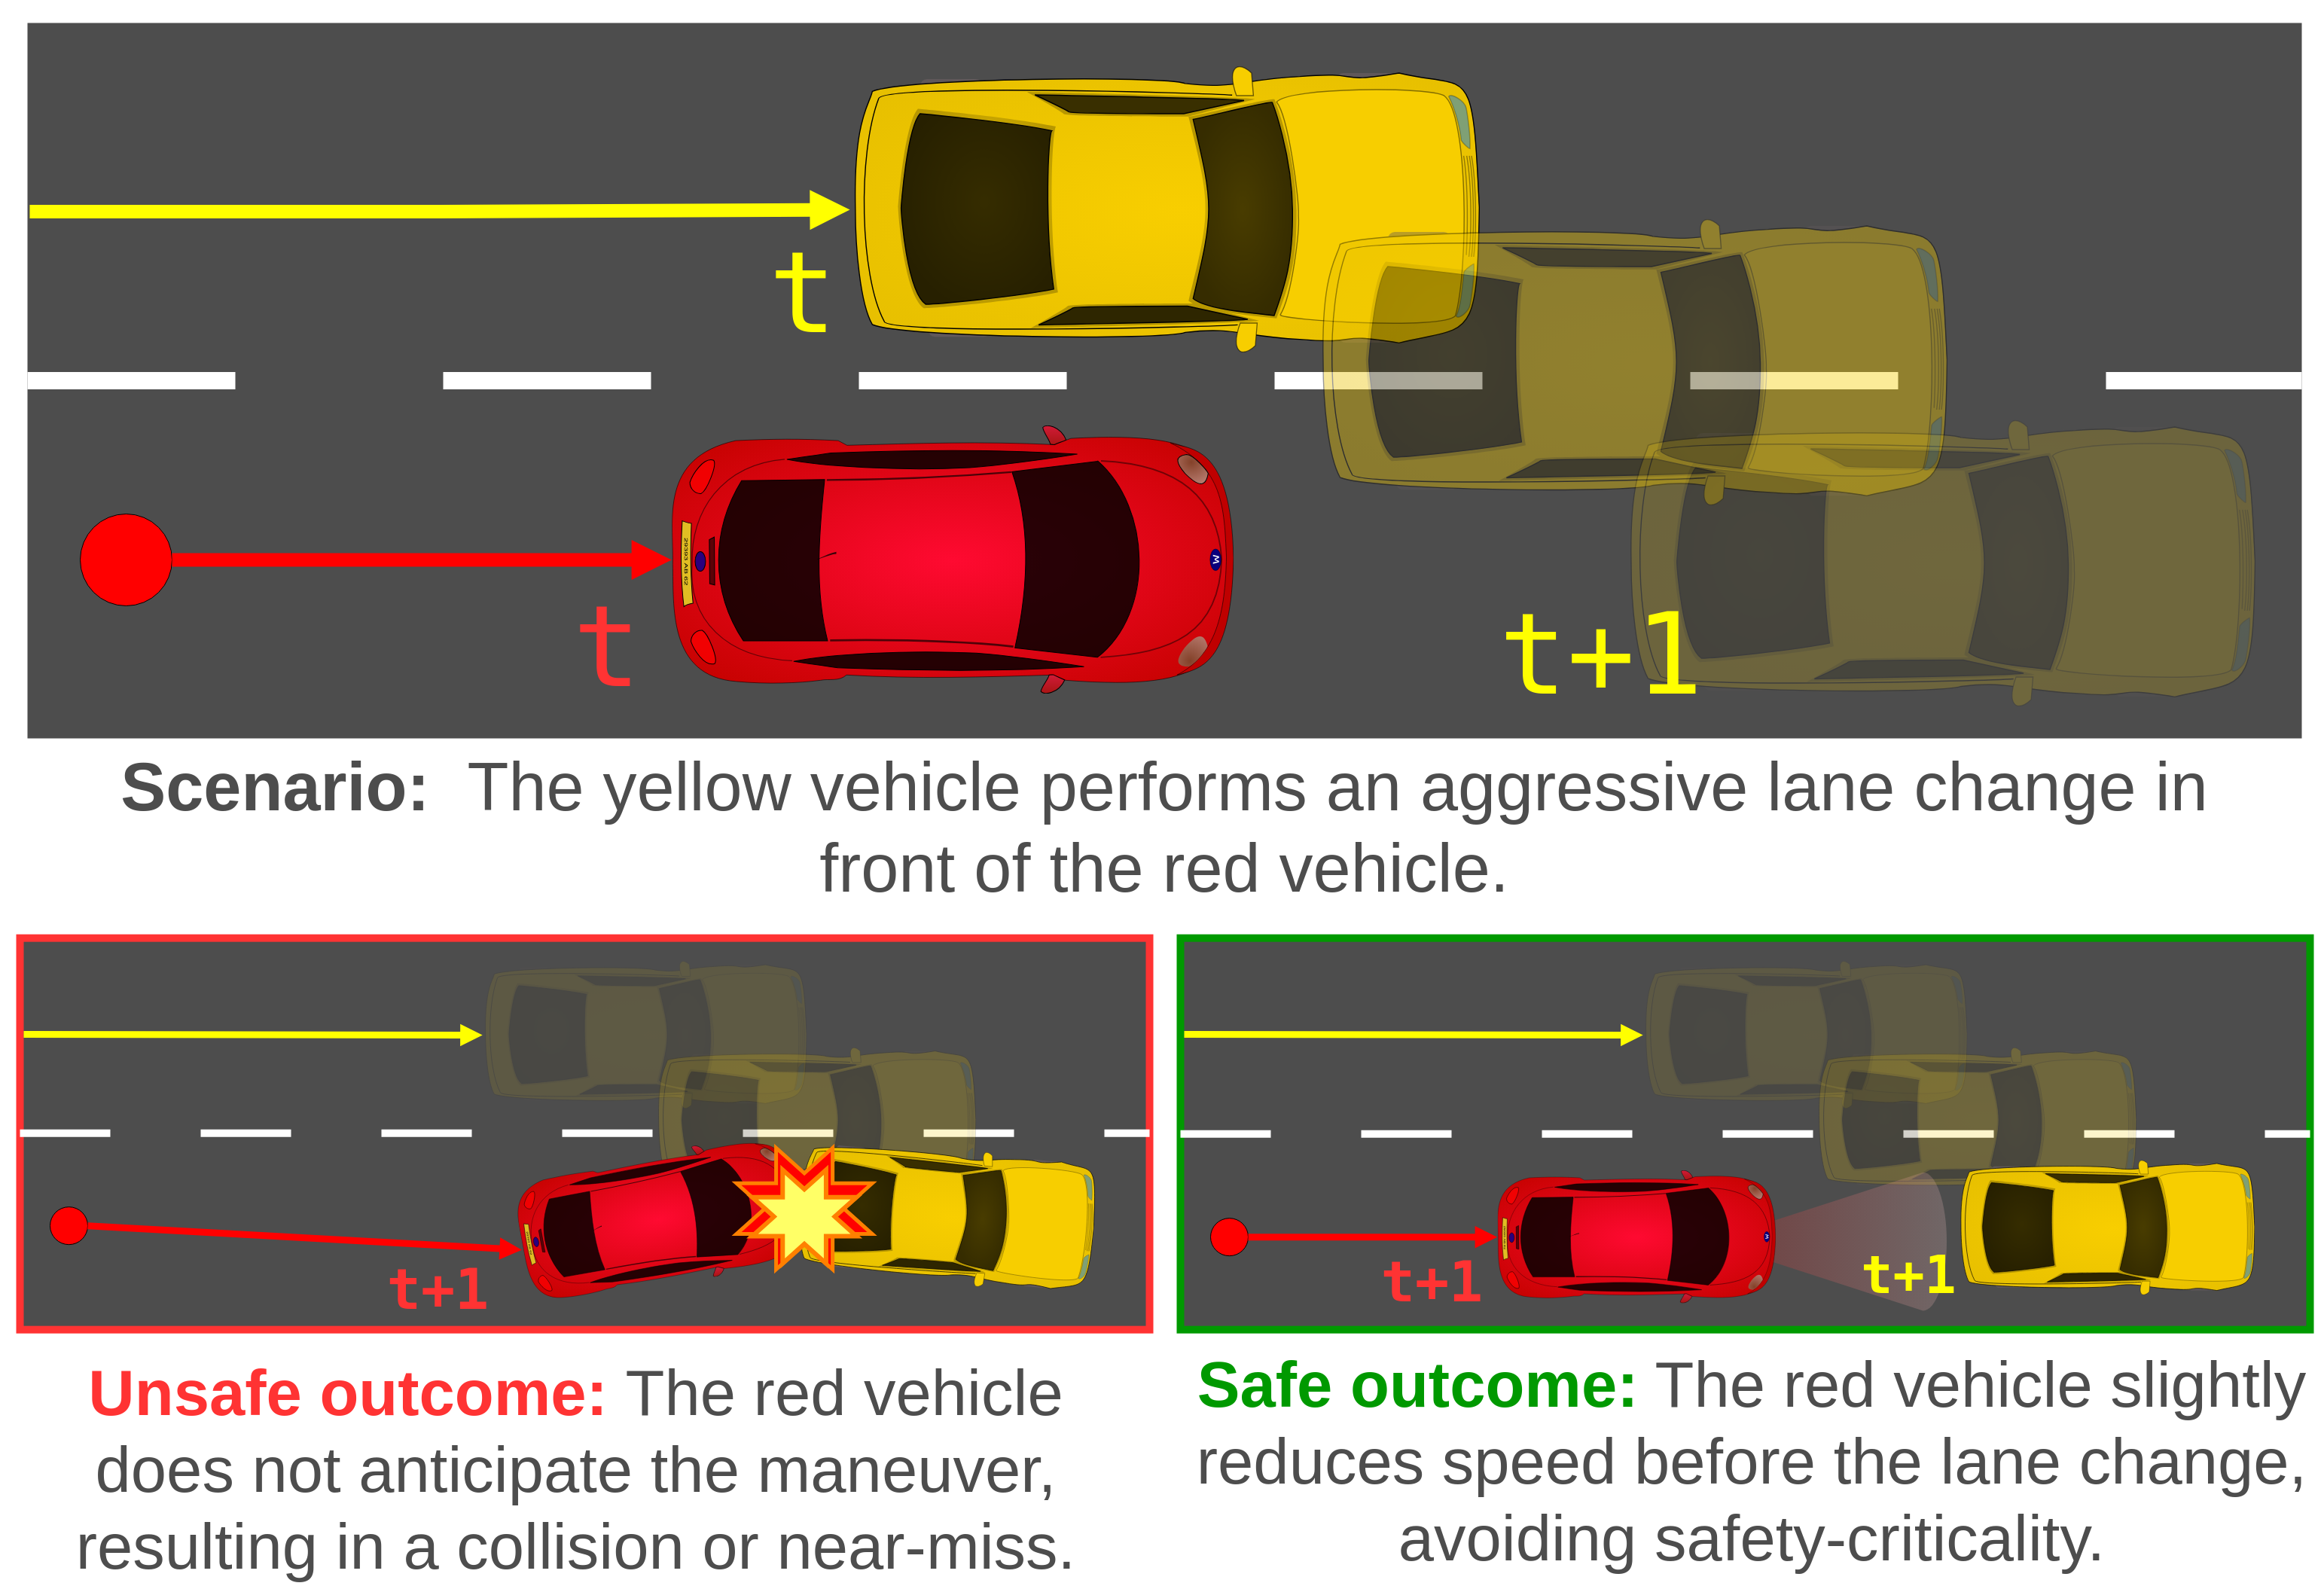 t
t
t+1
Scenario: The yellow vehicle performs an aggressive lane change in
front of the red vehicle.
t+1
Unsafe outcome: The red vehicle
does not anticipate the maneuver,
resulting in a collision or near-miss.
t+1
t+1
Safe outcome: The red vehicle slightly
reduces speed before the lane change,
avoiding safety-criticality.